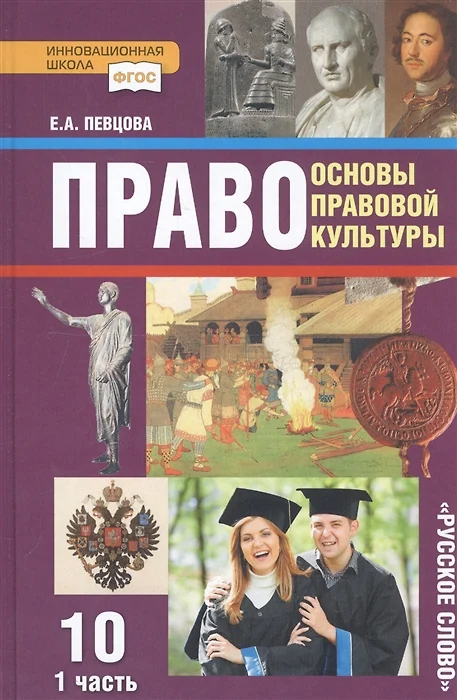 ИННОВАЦИОННАЯ
ШКОЛА
ФГОС
Е.А. ПЕВЦОВА
ПРАВО
ОСНОВЫ
ПРАВОВОЙ
КУЛЬТУРЫ
10
1 часть
«РУССКОЕ СЛОВО»